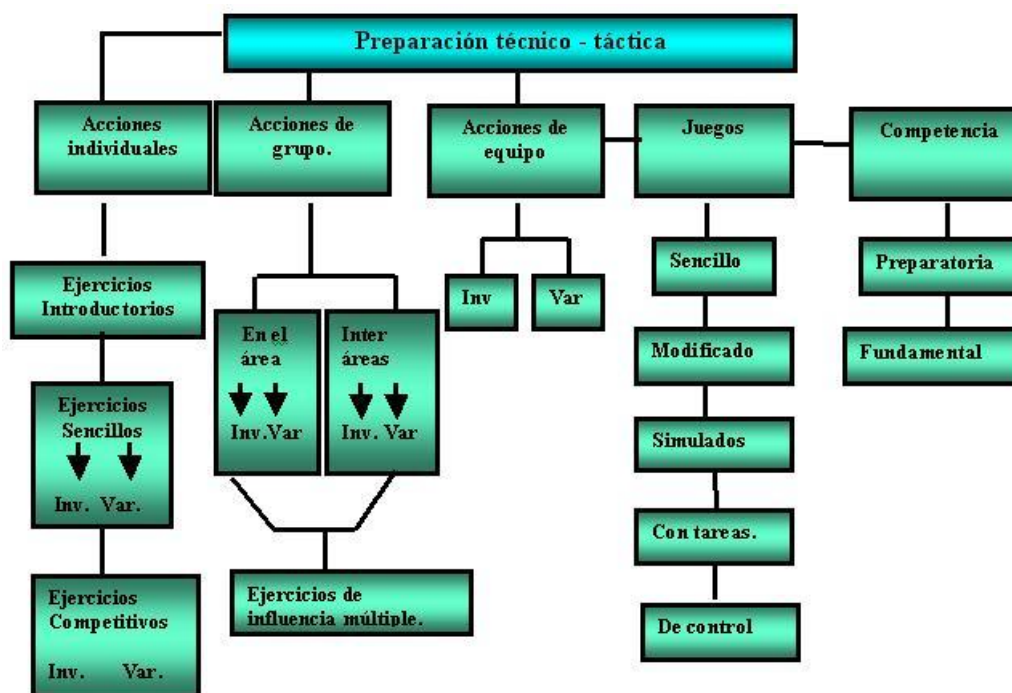 Preparación técnico - táctica
Acciones
individuales
Acciones de
grupo.
Acciones de
equipo
Juegos
Competencia
Ejercicios
Introductorios
Ejercicios
Sencillos
Inv. Var.
Ejercicios
Competitivos
Inv. Var.
En el
área
Inv.Var
Inter
áreas
Inv. Var
Ejercicios de
influencia múltiple.
Inv
Var
Sencillo
Modificado
Simulados
Con tareas.
De control
Preparatoria
Fundamental